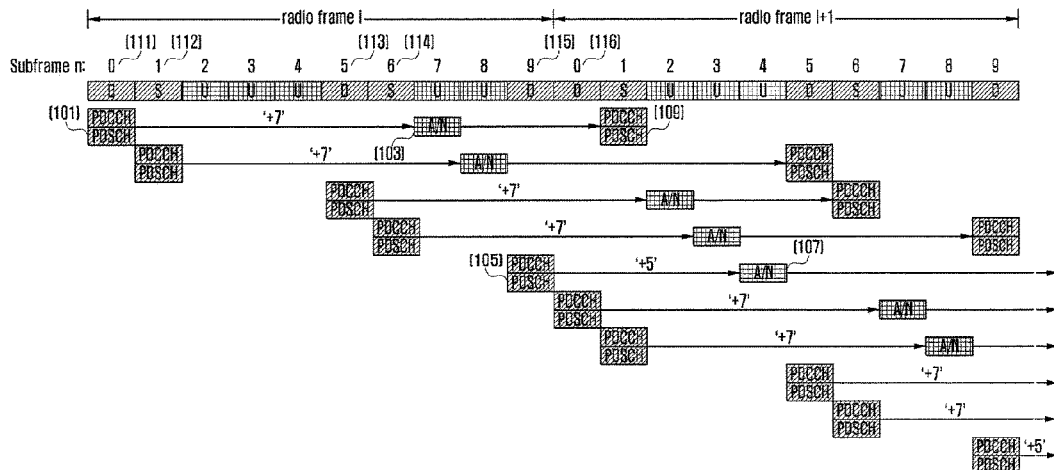 radio frame i radio frame i+1
[111] [112] [113] [114] [115] [116]
Subframe n: 0 1 2 3 4 5 6 7 8 9 0 1 2 3 4 5 6 7 8 9
D S U U U D S U U D D S U U U D S U U D
[101] PDCCH '+7' PDCCH [109]
PDSCH [103] A/N PDSCH
PDCCH '+7' A/N PDCCH
PDSCH PDSCH
PDCCH '+7' A/N PDCCH
PDSCH PDSCH
PDCCH '+7' A/N PDCCH
PDSCH PDSCH
[105] PDCCH '+5' A/N [107]
PDSCH
PDCCH '+7' A/N
PDSCH
PDCCH '+7' A/N
PDSCH
PDCCH '+7'
PDSCH
PDCCH '+7'
PDSCH
PDCCH '+5'
PDSCH